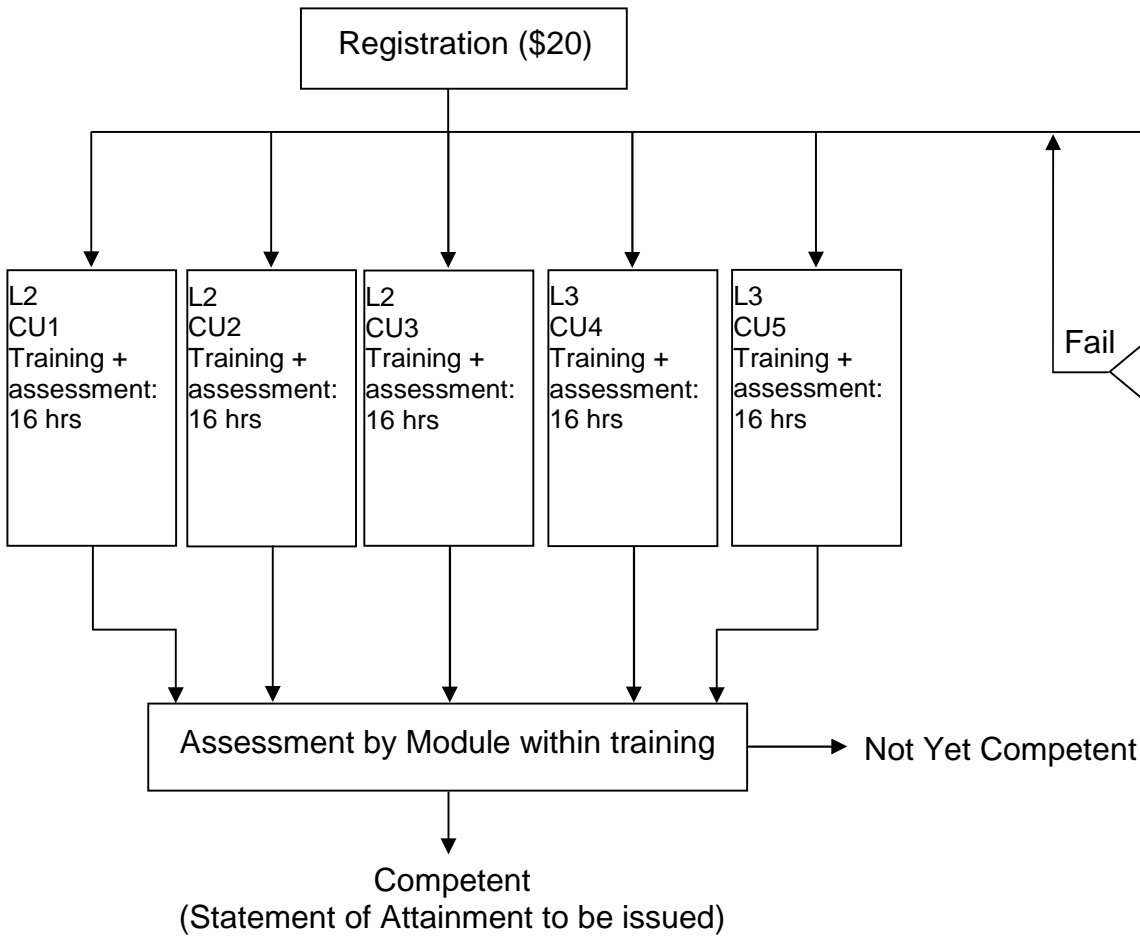 Registration ($20)
L2
CU1
Training +
assessment:
16 hrs
L2
CU2
Training +
assessment:
16 hrs
L2
CU3
Training +
assessment:
16 hrs
L3
CU4
Training +
assessment:
16 hrs
L3
CU5
Training +
assessment:
16 hrs
Fail
Assessment by Module within training
Not Yet Competent
Competent
(Statement of Attainment to be issued)